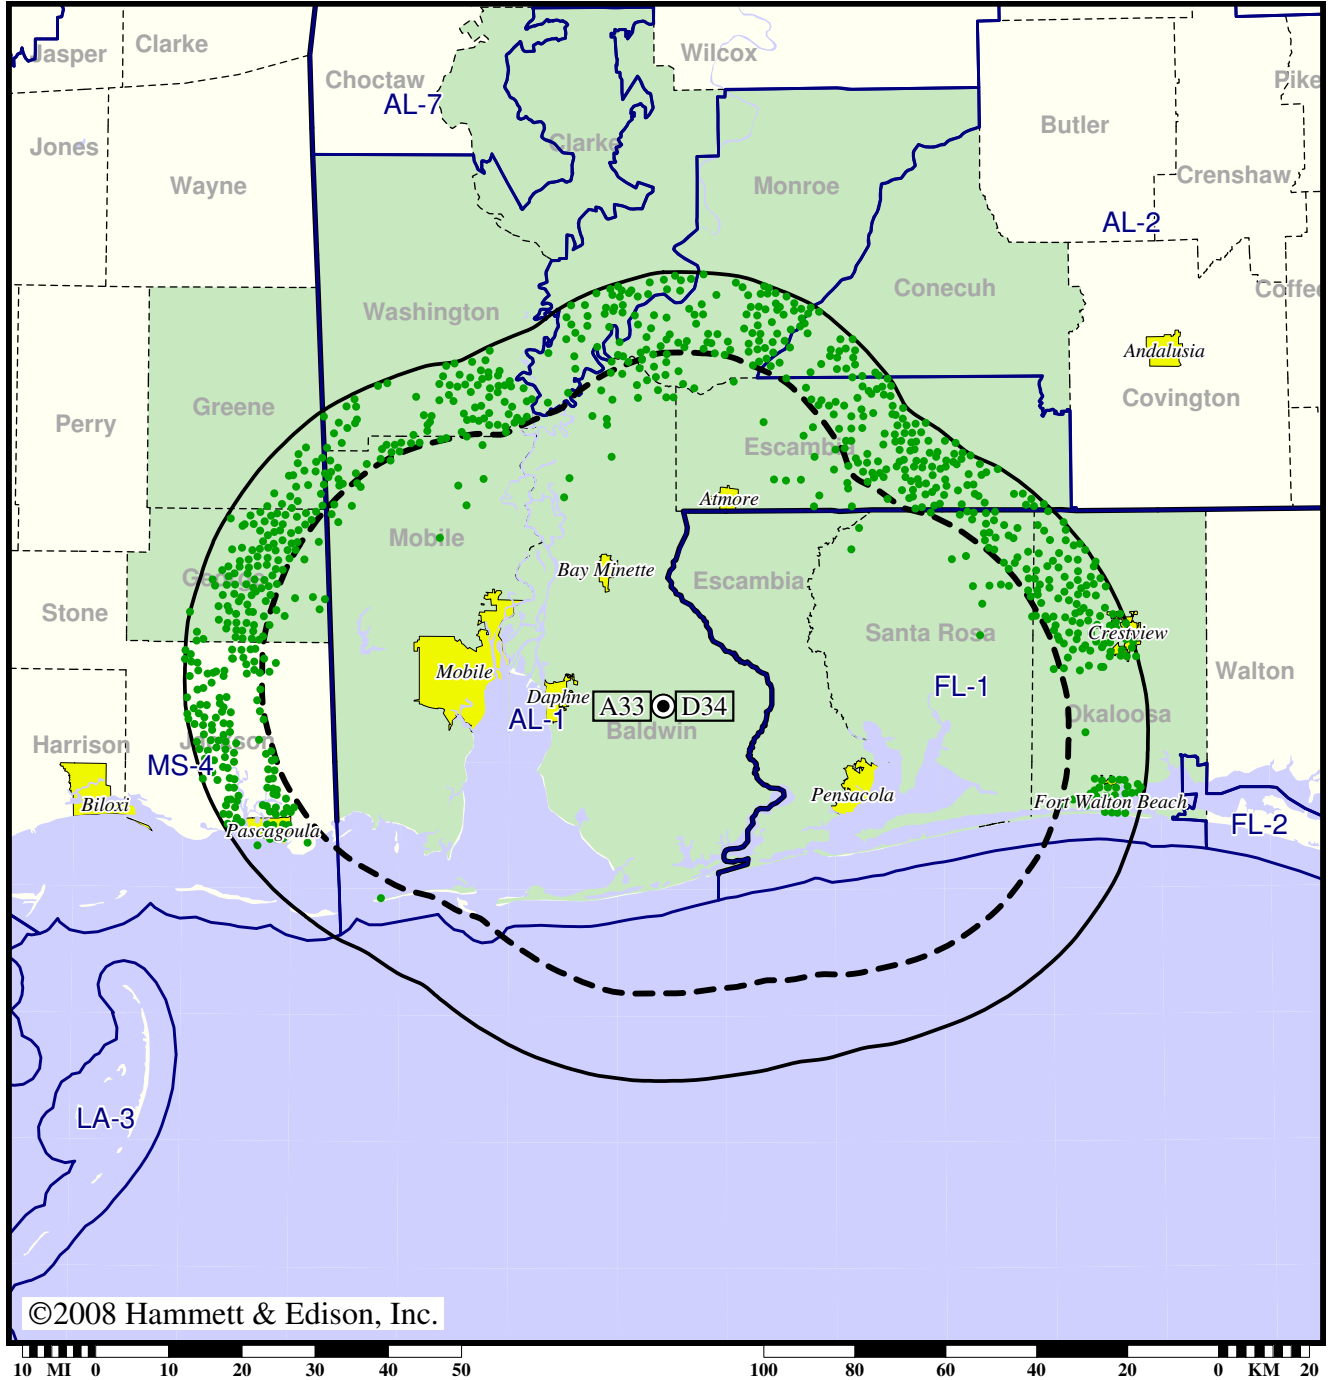 Jasper
Clarke
Wilcox
Choctaw
Pike
AL-7
Butler
Jones
Clarke
Wayne
Monroe
Crenshaw
AL-2
Conecuh
Coffee
Washington
Andalusia
Greene
Covington
Perry
Escambia
Atmore
Mobile
Bay Minette
George
Escambia
Stone
Santa Rosa
Crestview
Mobile
Walton
Daphne
A33
D34
FL-1
AL-1
Okaloosa
Baldwin
Harrison
Jackson
MS-4
Pensacola
Fort Walton Beach
Biloxi
Pascagoula
FL-2
LA-3
©2008 Hammett & Edison, Inc.
10 MI 0 10 20 30 40 50 100 80 60 40 20 0 KM 20